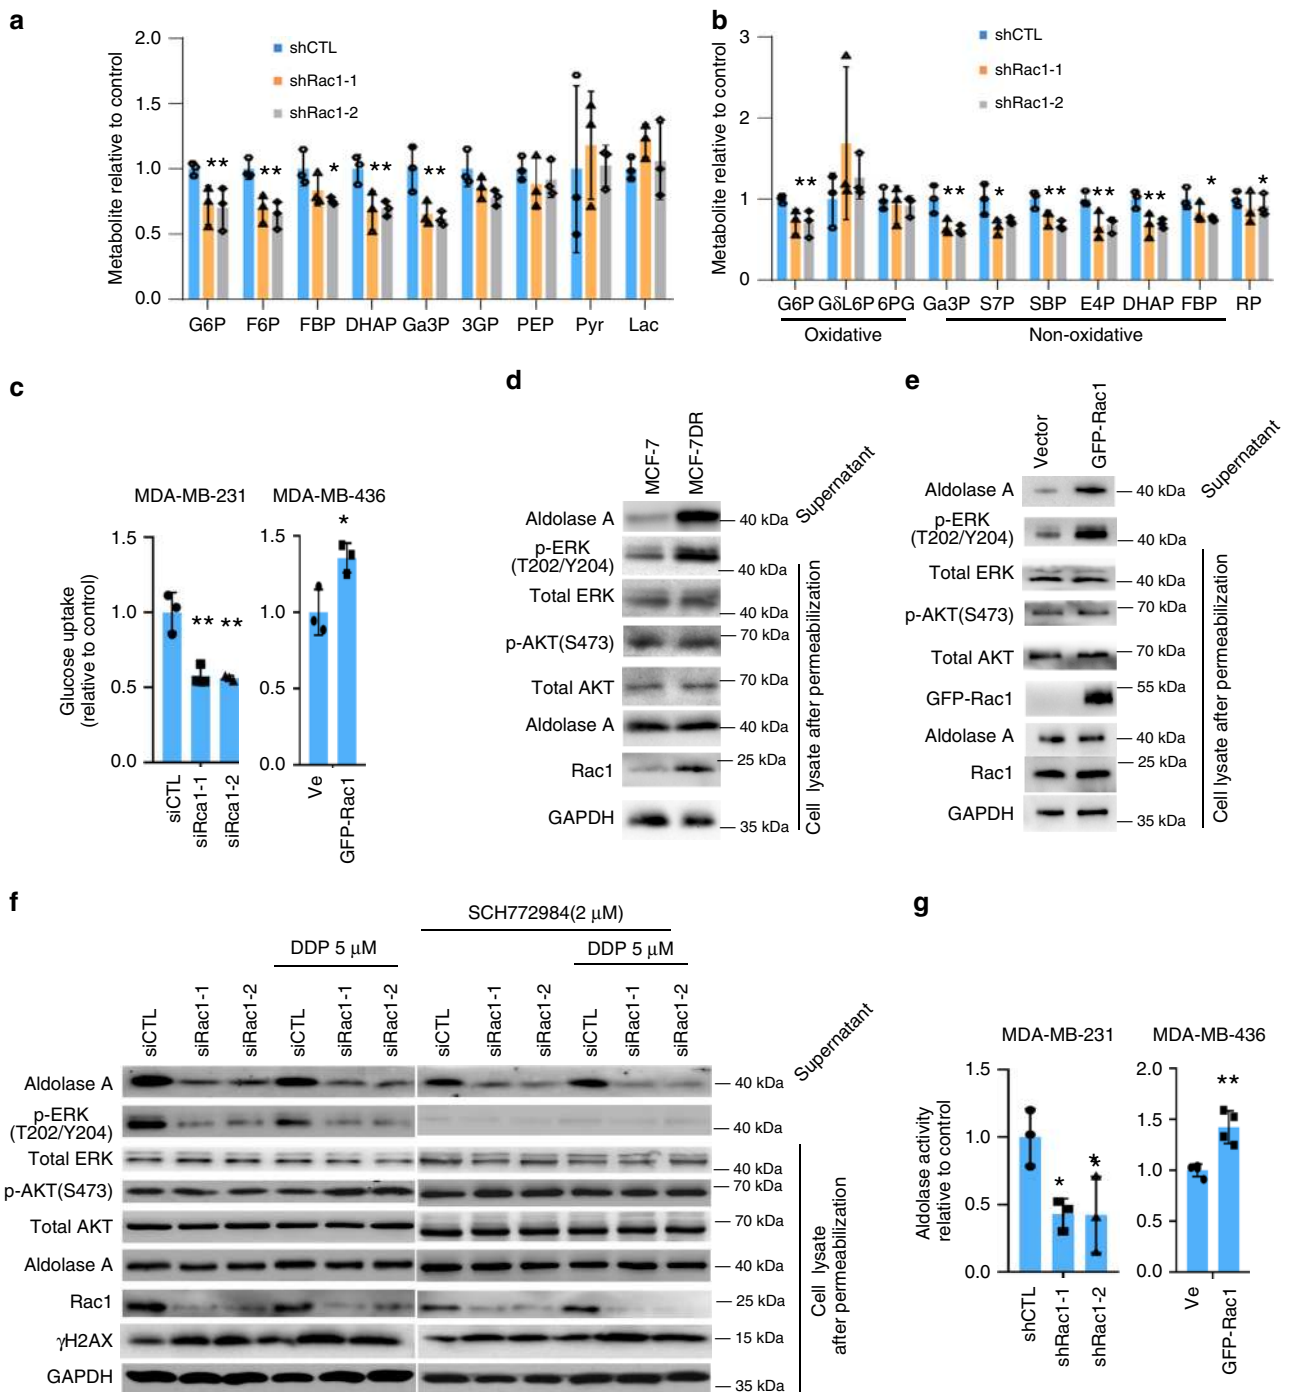 a
Metabolite relative to control
2.0
1.5
1.0
0.5
0.0
shCTL
shRac1-1
shRac1-2
** ** * ** **
G6P F6P FBP DHAP Ga3P 3GP PEP Pyr Lac
b
Metabolite relative to control
3
2
1
0
shCTL
shRac1-1
shRac1-2
** ** * ** ** ** * *
G6P GδL6P 6PG Ga3P S7P SBP E4P DHAP FBP RP
Oxidative Non-oxidative
c
MDA-MB-231 MDA-MB-436
Glucose uptake
(relative to control)
1.5
1.0
0.5
0.0
** **
siCTL
siRca1-1
siRca1-2
1.5
1.0
0.5
0.0
*
Ve
GFP-Rac1
d
MCF-7
MCF-7DR
Supernatant
Aldolase A 40 kDa
p-ERK
(T202/Y204) 40 kDa
Total ERK 40 kDa
p-AKT(S473) 70 kDa
Total AKT 70 kDa
Aldolase A 40 kDa
Rac1 25 kDa
GAPDH 35 kDa
Cell lysate after permeabilization
e
Vector
GFP-Rac1
Supernatant
Aldolase A 40 kDa
p-ERK
(T202/Y204) 40 kDa
Total ERK 40 kDa
p-AKT(S473) 70 kDa
Total AKT 70 kDa
GFP-Rac1 55 kDa
Aldolase A 40 kDa
Rac1 25 kDa
GAPDH 35 kDa
Cell lysate after permeabilization
f
SCH772984(2 μM)
DDP 5 μM DDP 5 μM
siCTL siRac1-1 siRac1-2 siCTL siRac1-1 siRac1-2 siCTL siRac1-1 siRac1-2 siCTL siRac1-1 siRac1-2
Supernatant
Aldolase A 40 kDa
p-ERK
(T202/Y204) 40 kDa
Total ERK 40 kDa
p-AKT(S473) 70 kDa
Total AKT 70 kDa
Aldolase A 40 kDa
Rac1 25 kDa
γH2AX 15 kDa
GAPDH 35 kDa
Cell lysate
after permeabilization
g
MDA-MB-231 MDA-MB-436
Aldolase activity
relative to control
1.5
1.0
0.5
0.0
* *
*
shCTL
shRac1-1
shRac1-2
2.0
1.5
1.0
0.5
0.0
**
Ve
GFP-Rac1